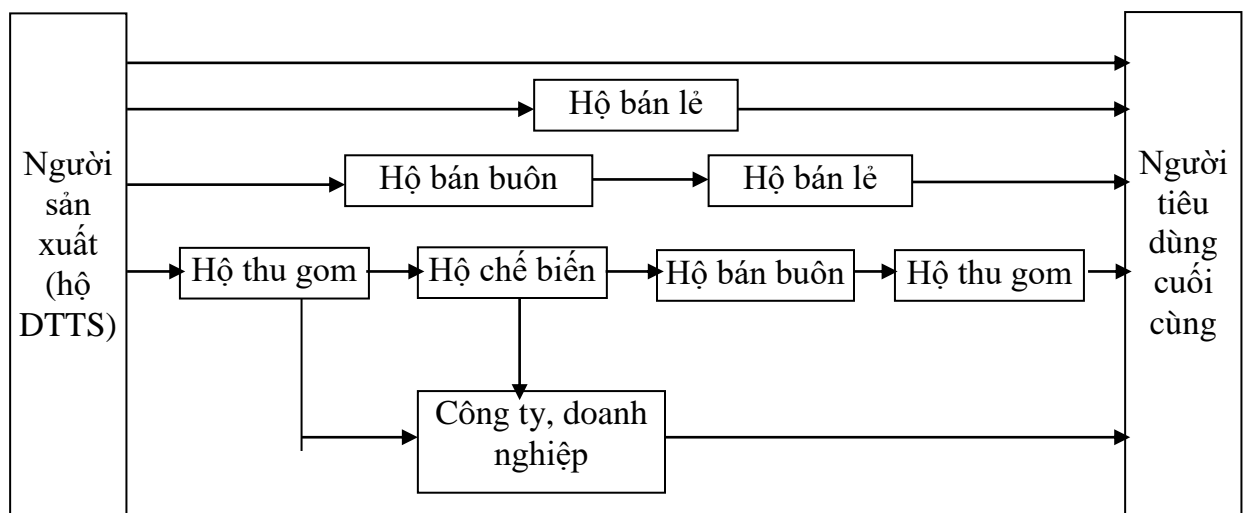 Người
sản
xuất
(hộ
DTTS)
Hộ bán lẻ
Hộ bán buôn
Hộ bán lẻ
Hộ thu gom
Hộ chế biến
Hộ bán buôn
Hộ thu gom
Công ty, doanh
nghiệp
Người
tiêu
dùng
cuối
cùng